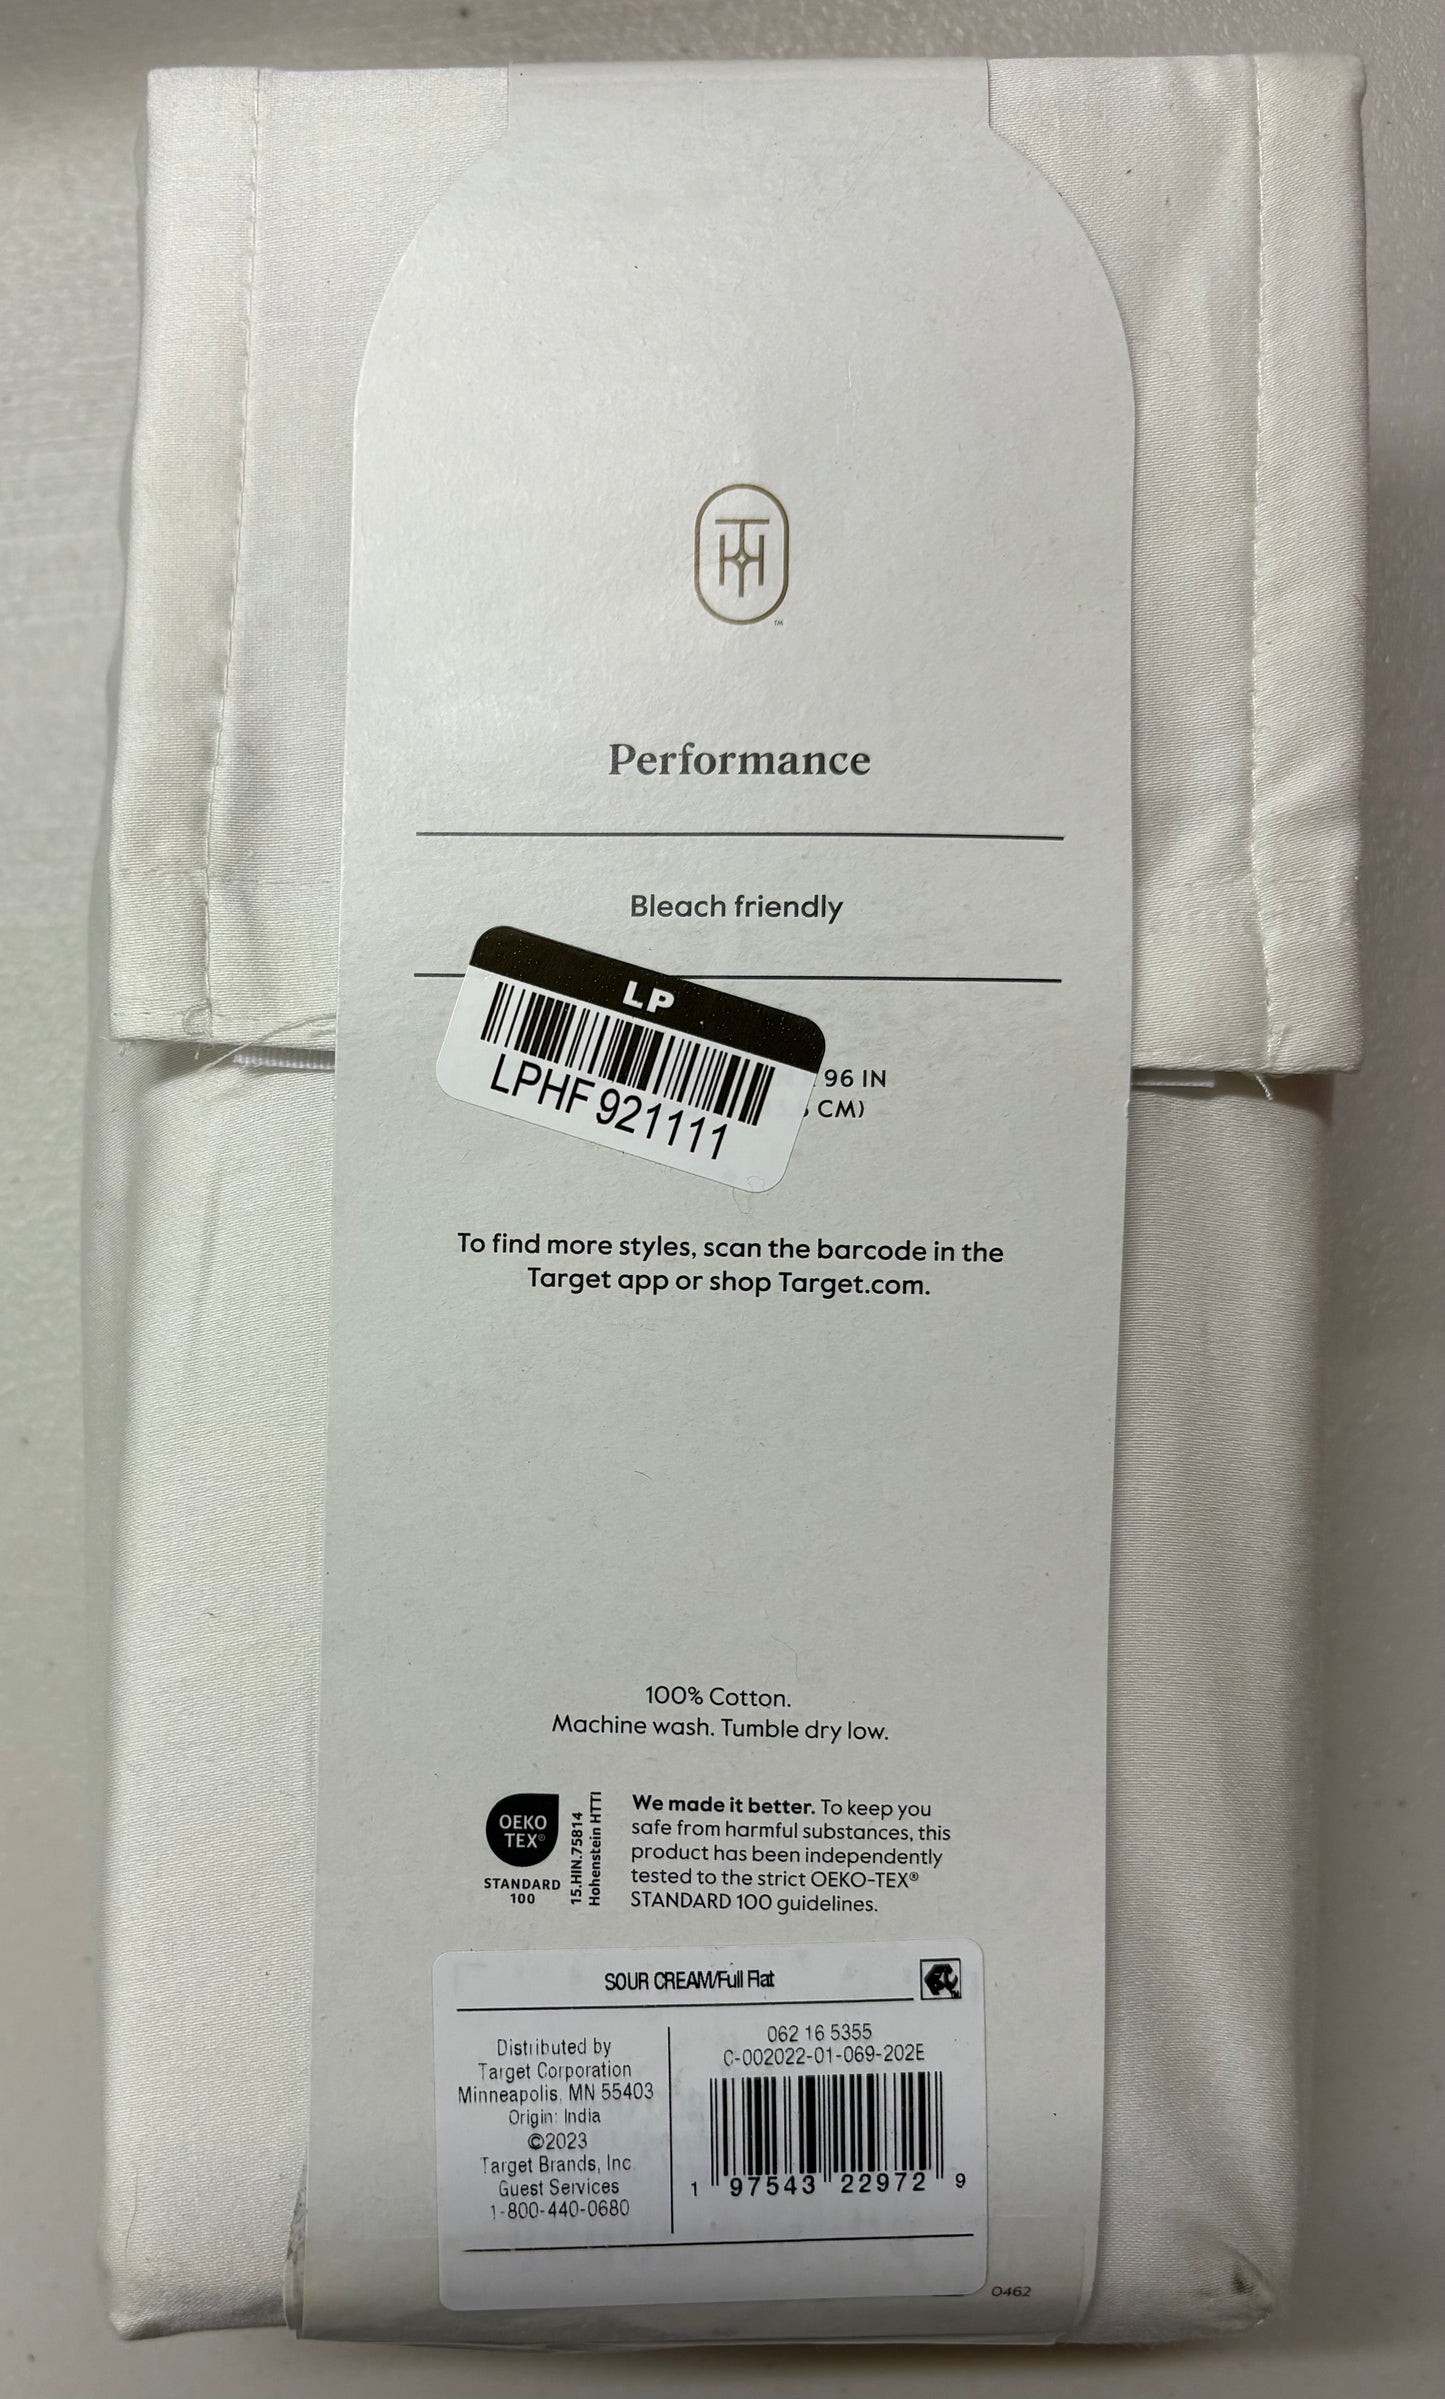 TH
™
Performance
Bleach friendly
LP
LPHF 921111
96 IN
CM)
To find more styles, scan the barcode in the
Target app or shop Target.com.
100% Cotton.
Machine wash. Tumble dry low.
OEKO
TEX®
STANDARD
100
15.HIN.75814
Hohenstein HTTI
We made it better. To keep you
safe from harmful substances, this
product has been independently
tested to the strict OEKO-TEX®
STANDARD 100 guidelines.
SOUR CREAM/Full Flat
Distributed by
Target Corporation
Minneapolis, MN 55403
Origin: India
©2023
Target Brands, Inc
Guest Services
1-800-440-0680
062 16 5355
C-002022-01-069-202E
1 97543 22972 9
0462